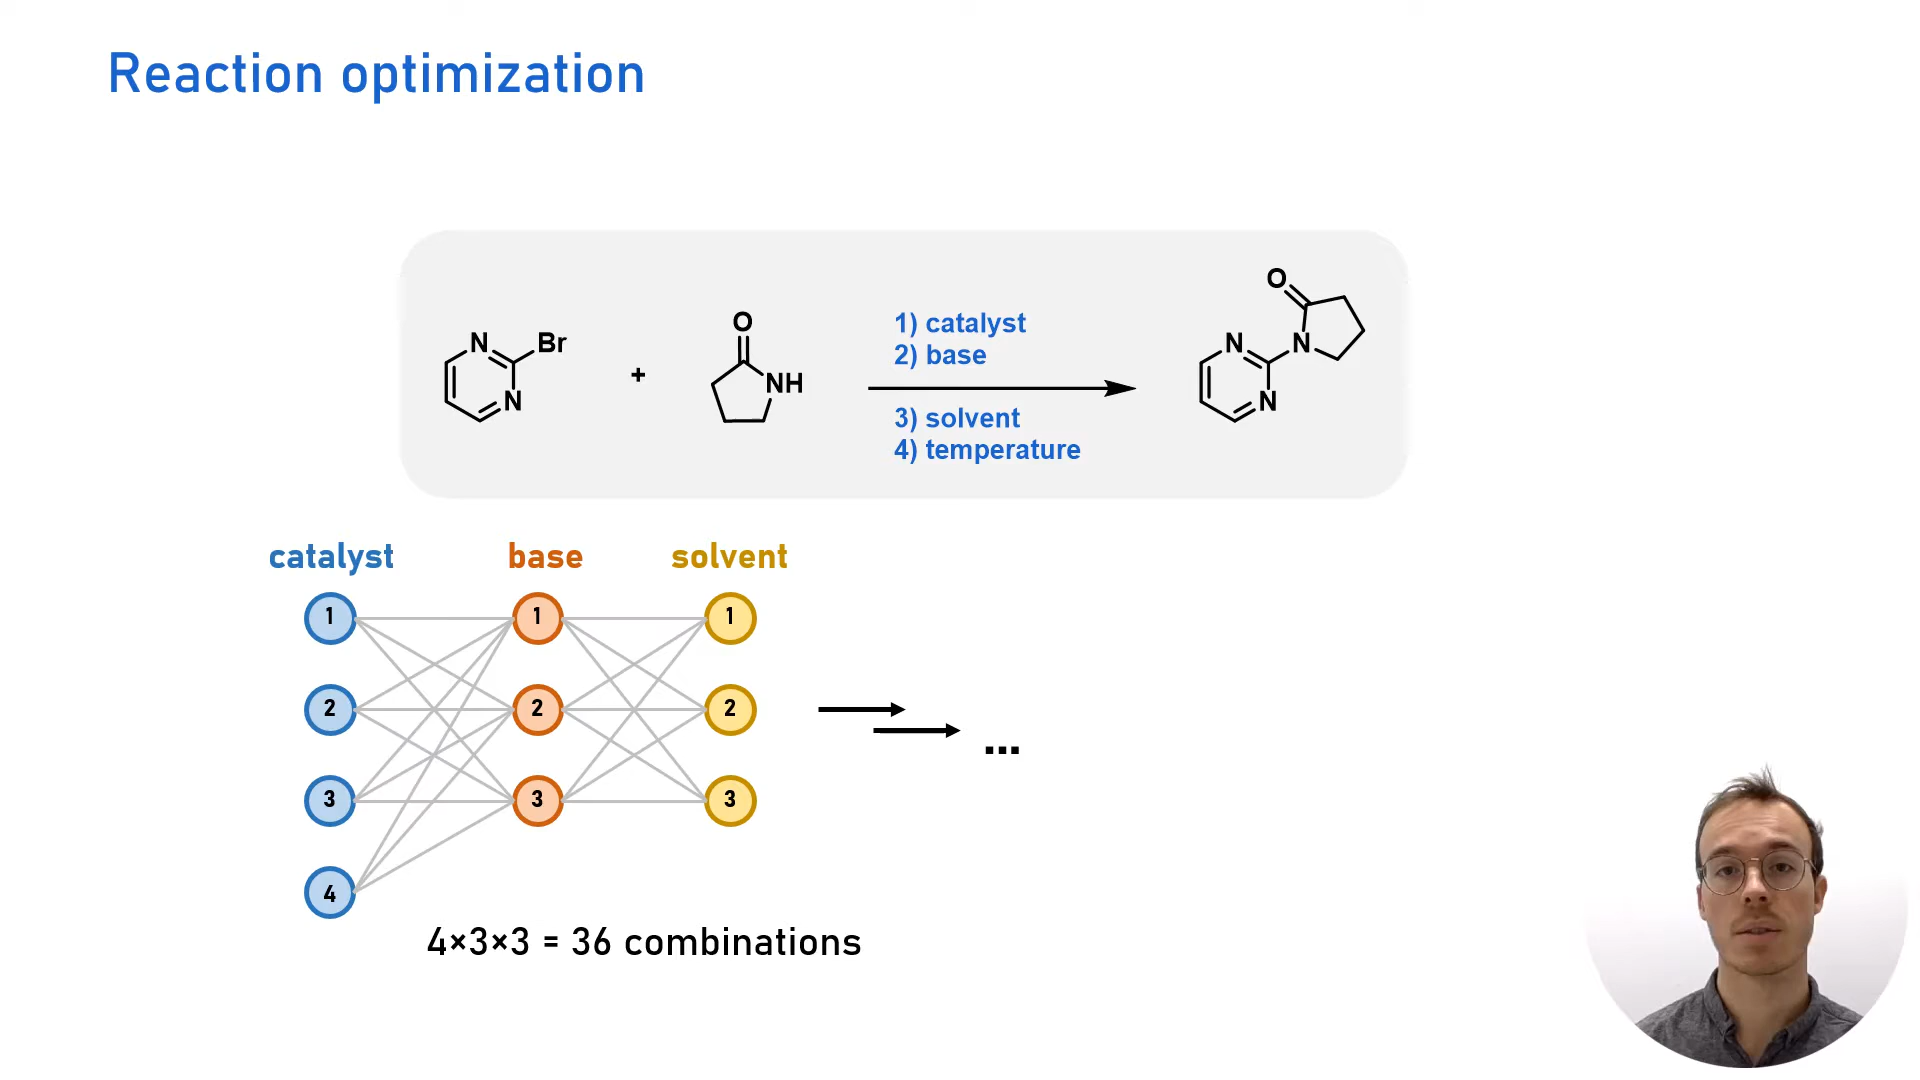 Reaction optimization
N
Br
N
+
O
NH
1) catalyst
2) base
3) solvent
4) temperature
O
N
N
N
catalyst base solvent
1 1 1
2 2 2
3 3 3
4
...
4×3×3 = 36 combinations